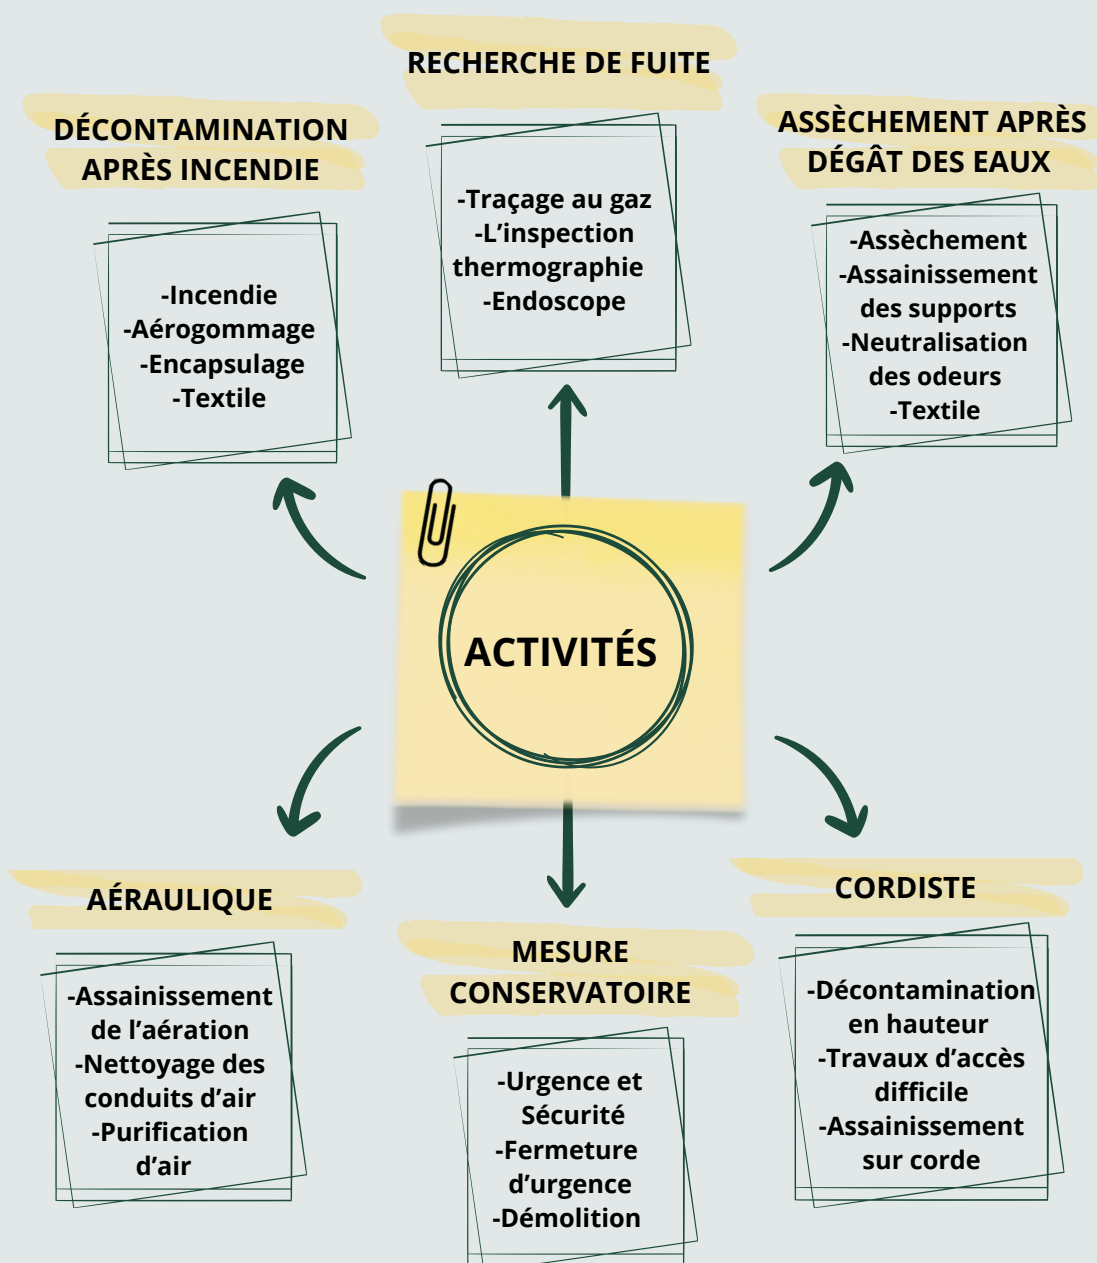 RECHERCHE DE FUITE
-Traçage au gaz
-L’inspection
thermographie
-Endoscope
DÉCONTAMINATION
APRÈS INCENDIE
-Incendie
-Aérogommage
-Encapsulage
-Textile
ASSÈCHEMENT APRÈS
DÉGÂT DES EAUX
-Assèchement
-Assainissement
des supports
-Neutralisation
des odeurs
-Textile
ACTIVITÉS
AÉRAULIQUE
-Assainissement
de l’aération
-Nettoyage des
conduits d’air
-Purification
d’air
MESURE
CONSERVATOIRE
-Urgence et
Sécurité
-Fermeture
d’urgence
-Démolition
CORDISTE
-Décontamination
en hauteur
-Travaux d’accès
difficile
-Assainissement
sur corde